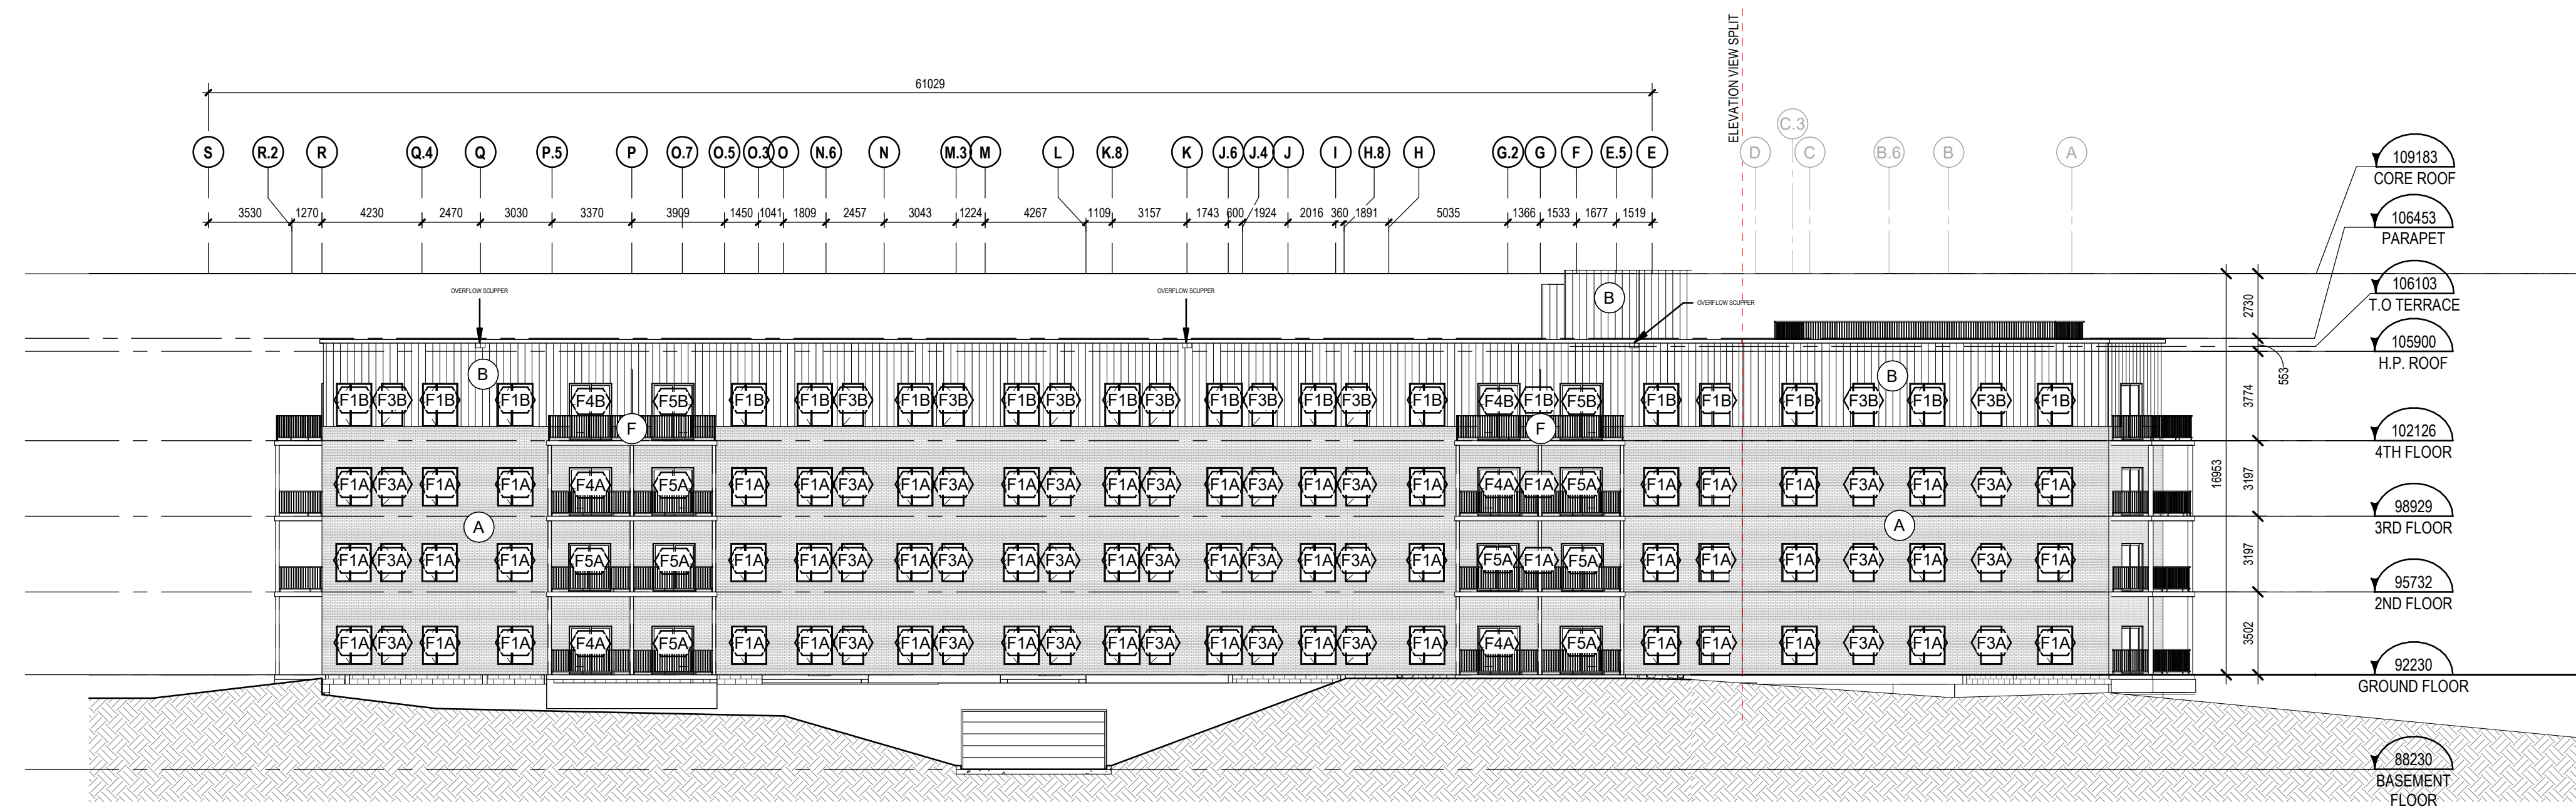 ELEVATION VIEW SPLIT
61029
S R.2 R Q.4 Q P.5 P O.7 O.5 O.3 O N.6 N M.3 M L K.8 K J.6 J.4 J I H.8 H G.2 G F E.5 E D C.3 C B.6 B A
3530 1270 4230 2470 3030 3370 3909 1450 1041 1809 2457 3043 1224 4267 1109 3157 1743 600 1924 2016 360 1891 5035 1366 1533 1677 1519
109183
CORE ROOF
106453
PARAPET
106103
T.O TERRACE
105900
H.P. ROOF
OVERFLOW SCUPPER
OVERFLOW SCUPPER
OVERFLOW SCUPPER
B
2730
553
B
B
F1B F3B F1B F1B F4B F5B F1B F1B F3B F1B F3B F1B F3B F1B F3B F1B F3B F1B F3B F1B F4B F1B F5B F1B F1B F1B F3B F1B F3B F1B
3774
F F
102126
4TH FLOOR
F1A F3A F1A F1A F4A F5A F1A F1A F3A F1A F3A F1A F3A F1A F3A F1A F3A F1A F3A F1A F4A F1A F5A F1A F1A F1A F3A F1A F3A F1A
16953
3197
A A
98929
3RD FLOOR
F1A F3A F1A F1A F5A F5A F1A F1A F3A F1A F3A F1A F3A F1A F3A F1A F3A F1A F3A F1A F5A F1A F5A F1A F1A F1A F3A F1A F3A F1A
3197
95732
2ND FLOOR
F1A F3A F1A F1A F4A F5A F1A F1A F3A F1A F3A F1A F3A F1A F3A F1A F3A F1A F3A F1A F4A F5A F1A F1A F1A F3A F1A F3A F1A
3502
92230
GROUND FLOOR
88230
BASEMENT
FLOOR